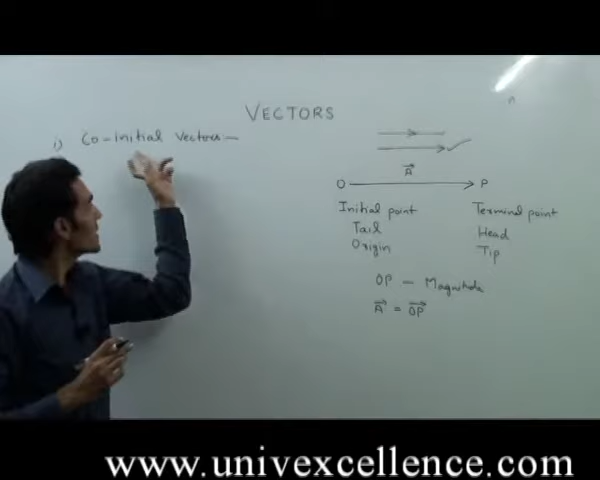 VECTORS
i) Co-initial Vectors -
A⃗
O P
Initial point Terminal point
Tail Head
Origin Tip
OP - Magnitude
A⃗ = OP⃗
www.univexcellence.com